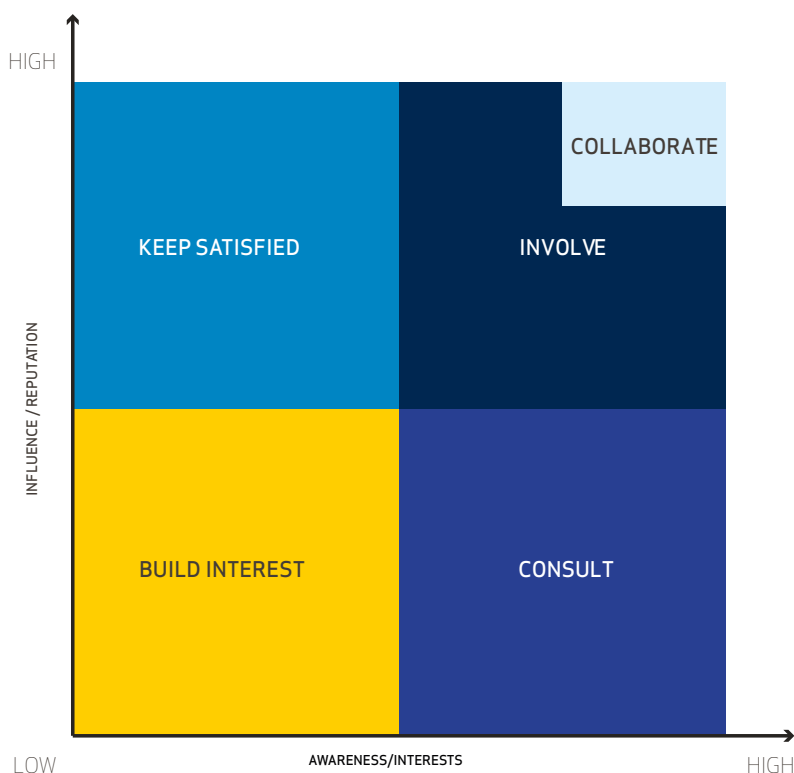 HIGH
COLLABORATE
KEEP SATISFIED
INVOLVE
INFLUENCE / REPUTATION
BUILD INTEREST
CONSULT
LOW
AWARENESS/INTERESTS
HIGH